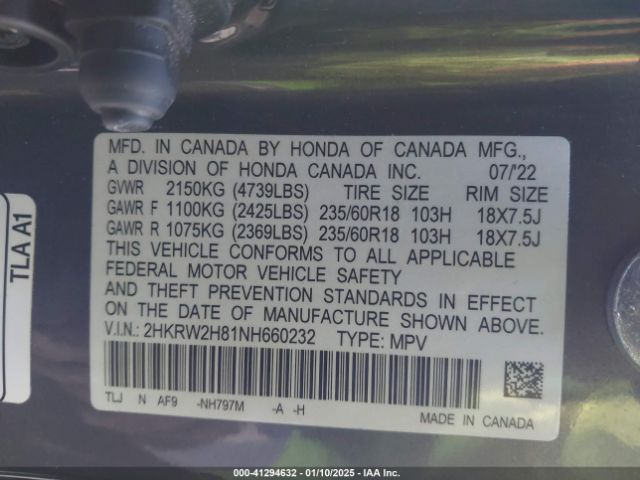 MFD. IN CANADA BY HONDA OF CANADA MFG.,
A DIVISION OF HONDA CANADA INC. 07/'22
GVWR 2150KG (4739LBS) TIRE SIZE RIM SIZE
GAWR F 1100KG (2425LBS) 235/60R18 103H 18X7.5J
GAWR R 1075KG (2369LBS) 235/60R18 103H 18X7.5J
THIS VEHICLE CONFORMS TO ALL APPLICABLE
FEDERAL MOTOR VEHICLE SAFETY
AND THEFT PREVENTION STANDARDS IN EFFECT
ON THE DATE OF MANUFACTURE SHOWN ABOVE.
V.I.N.: 2HKRW2H81NH660232 TYPE: MPV
TLJ N AF9 -NH797M -A -H
MADE IN CANADA
TLA A1
000-41294632 - 01/10/2025 - IAA Inc.